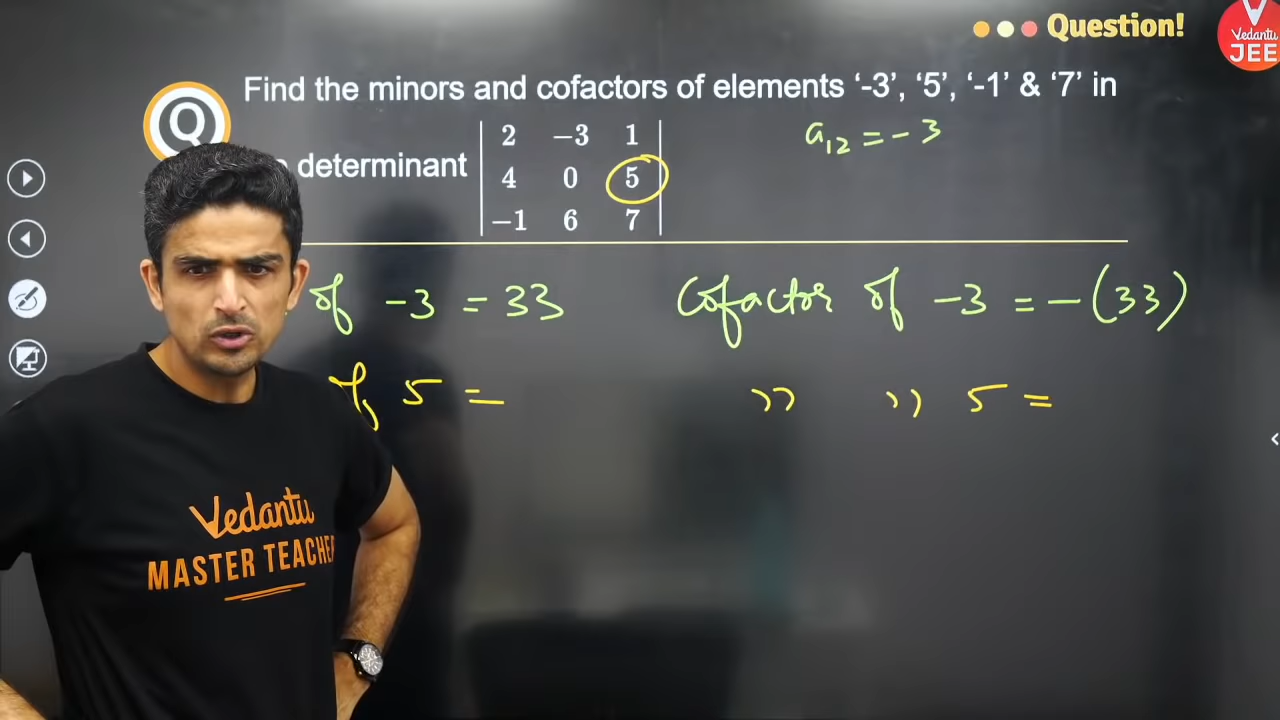 Question!
Vedantu
JEE
Q
Find the minors and cofactors of elements ‘-3’, ‘5’, ‘-1’ & ‘7’ in
determinant
2 −3 1
4 0 5
−1 6 7
a₁₂ = −3
of −3 = 33
Cofactor of −3 = −(33)
5 =
,, ,, 5 =
Vedantu
MASTER TEACHER